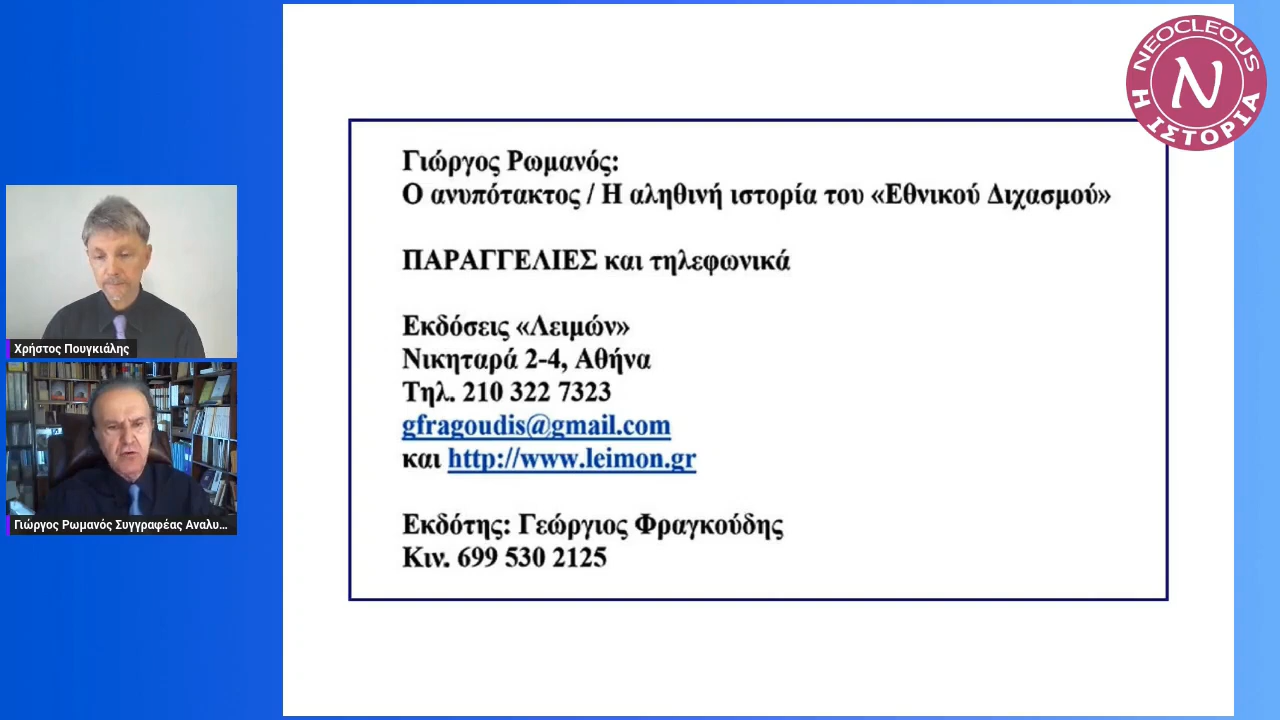 NEOCLEOUS
Η ΙΣΤΟΡΙΑ
N
Γιώργος Ρωμανός:
Ο ανυπότακτος / Η αληθινή ιστορία του «Εθνικού Διχασμού»
ΠΑΡΑΓΓΕΛΙΕΣ και τηλεφωνικά
Εκδόσεις «Λειμών»
Νικηταρά 2-4, Αθήνα
Τηλ. 210 322 7323
gfragoudis@gmail.com
και http://www.leimon.gr
Εκδότης: Γεώργιος Φραγκούδης
Κιν. 699 530 2125
Χρήστος Πουγκιάλης
Γιώργος Ρωμανός Συγγραφέας Αναλυ...